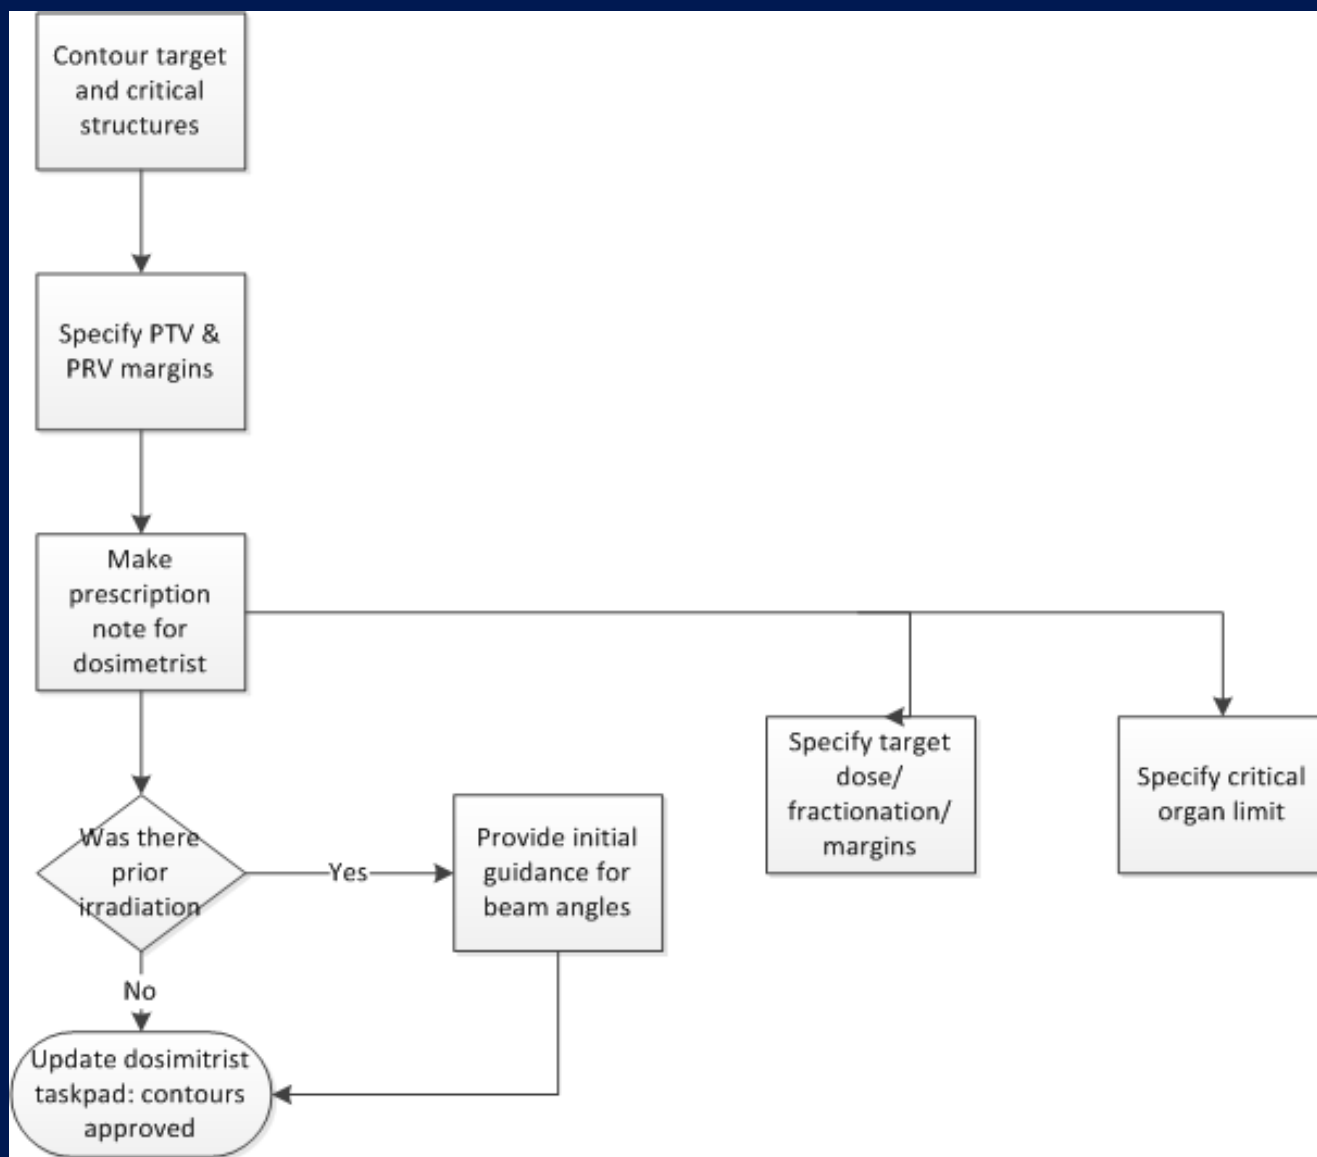 Contour target
and critical
structures
Specify PTV &
PRV margins
Make
prescription
note for
dosimetrist
Specify target
dose/
fractionation/
margins
Specify critical
organ limit
Was there
prior
irradiation
Yes
Provide initial
guidance for
beam angles
No
Update dosimitrist
taskpad: contours
approved